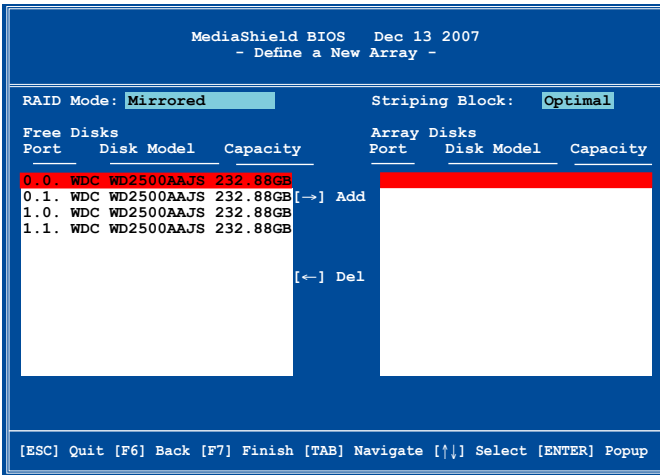 MediaShield BIOS Dec 13 2007
- Define a New Array -
RAID Mode: Mirrored Striping Block: Optimal
Free Disks Array Disks
Port Disk Model Capacity Port Disk Model Capacity
0.0. WDC WD2500AAJS 232.88GB
0.1. WDC WD2500AAJS 232.88GB[→] Add
1.0. WDC WD2500AAJS 232.88GB
1.1. WDC WD2500AAJS 232.88GB
[←] Del
[ESC] Quit [F6] Back [F7] Finish [TAB] Navigate [↑↓] Select [ENTER] Popup